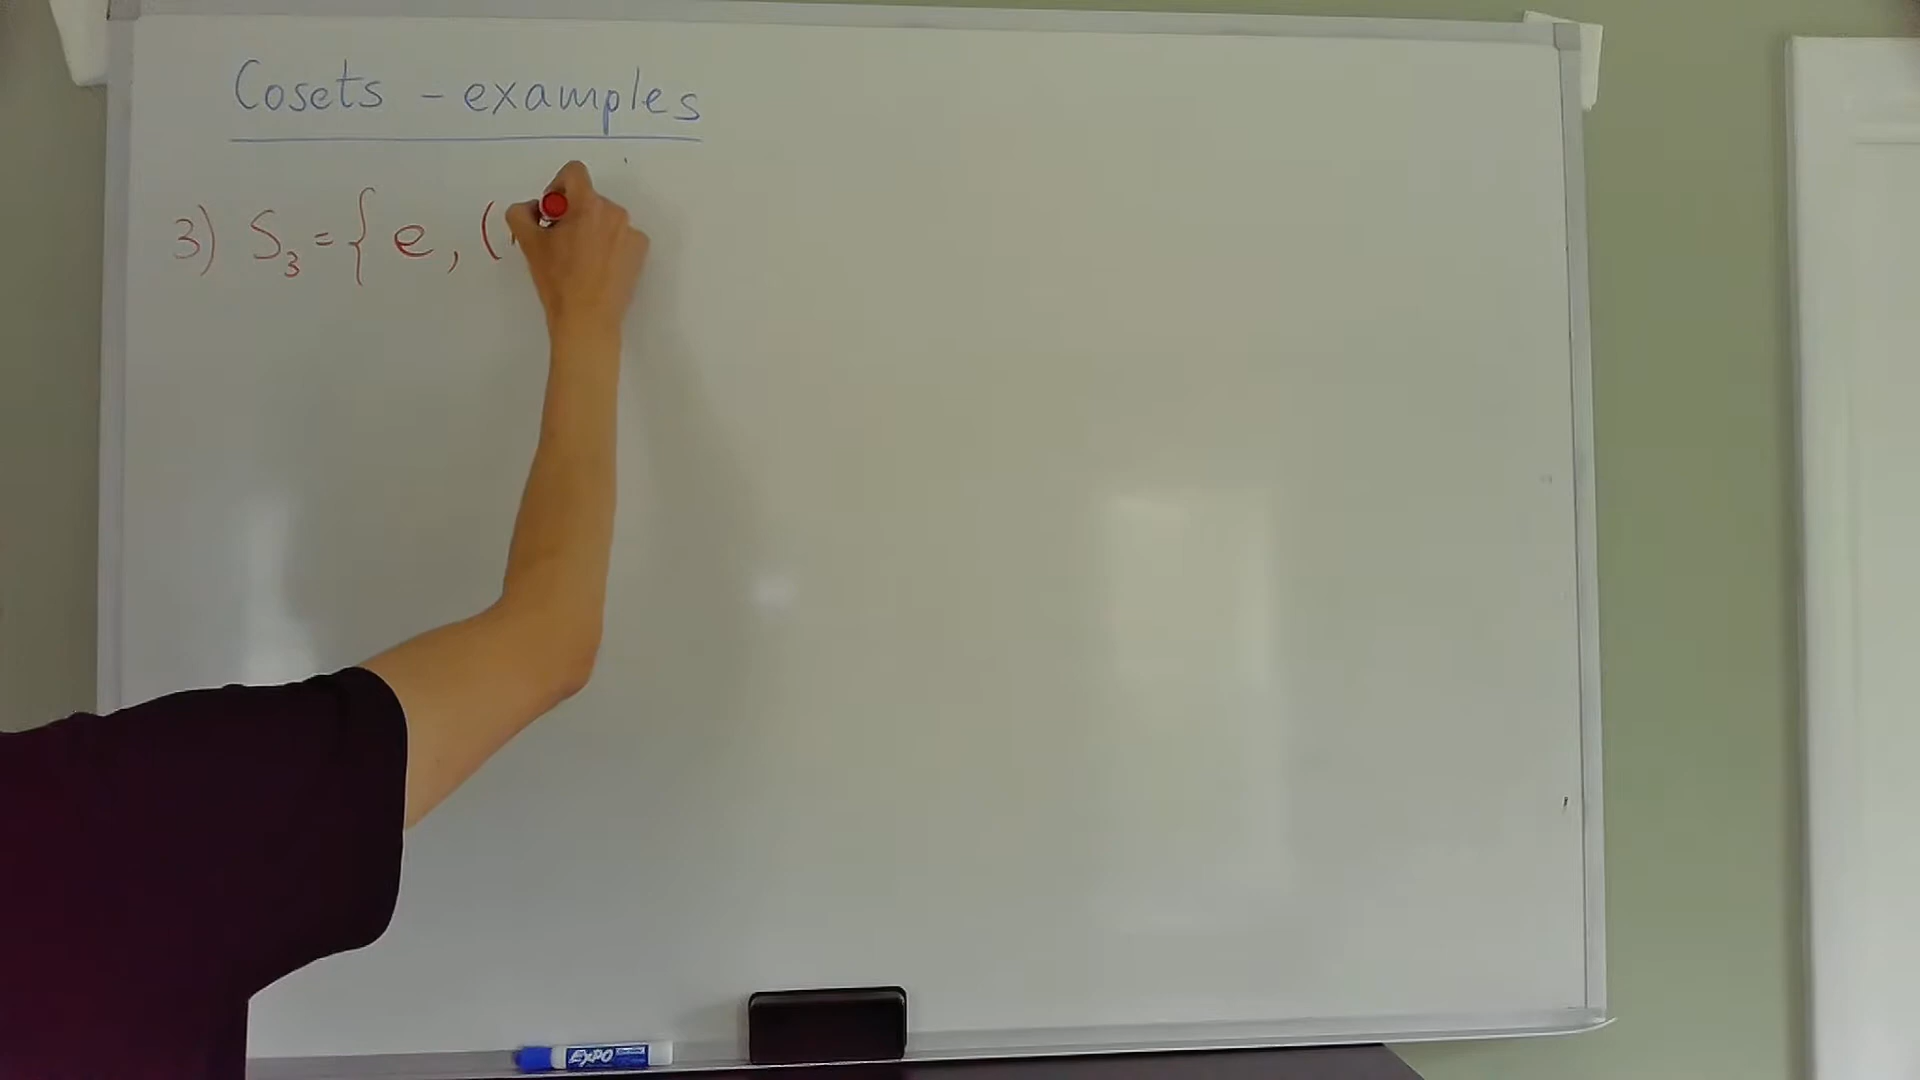 Cosets - examples
3) S₃ = { e, (
EXPO